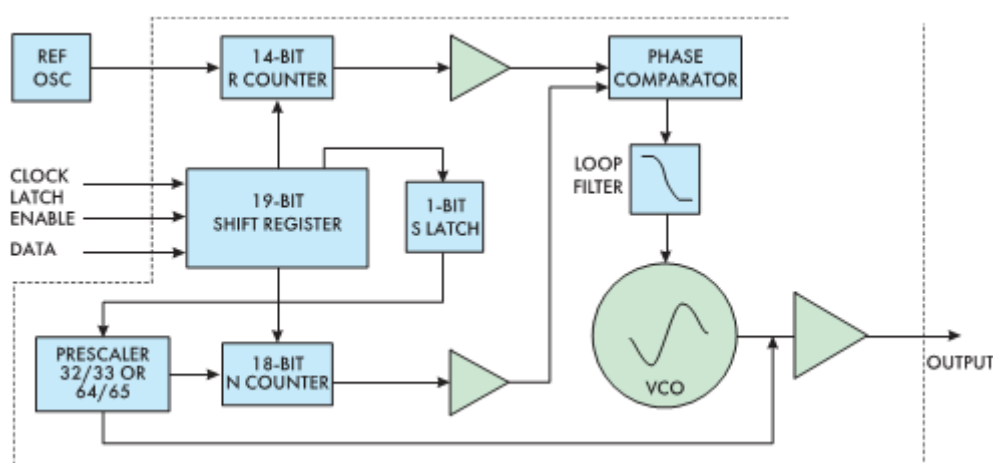 REF
OSC
14-BIT
R COUNTER
PHASE
COMPARATOR
CLOCK
LATCH
ENABLE
DATA
19-BIT
SHIFT REGISTER
1-BIT
S LATCH
LOOP
FILTER
PRESCALER
32/33 OR
64/65
18-BIT
N COUNTER
VCO
OUTPUT